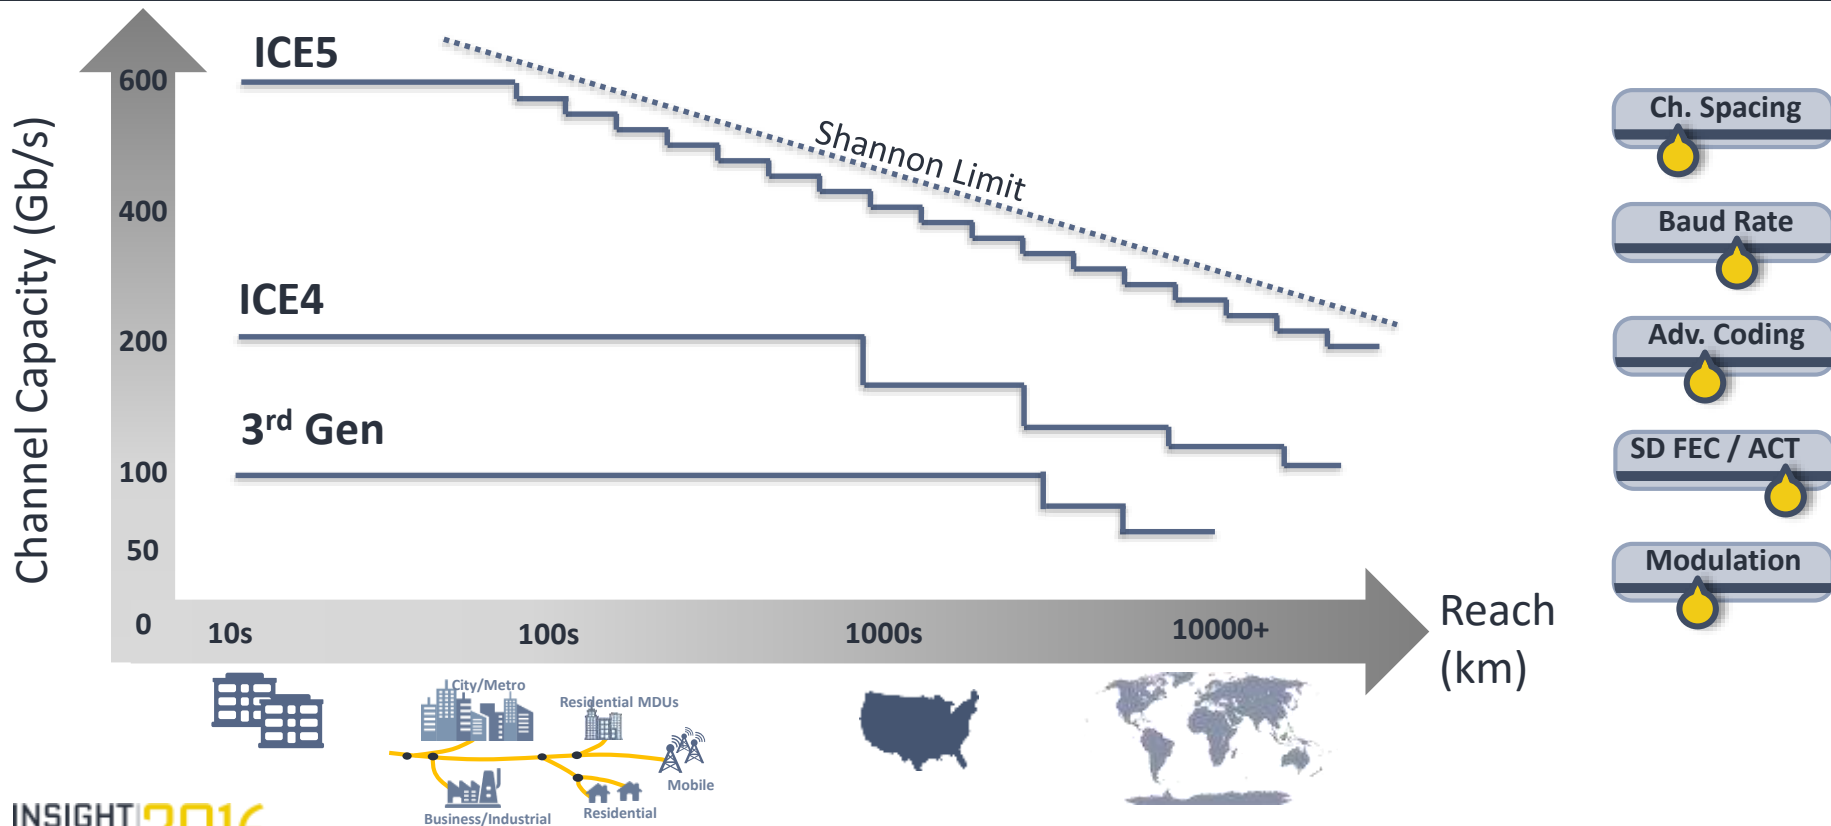 Channel Capacity (Gb/s)
600
400
200
100
50
0
ICE5
Shannon Limit
ICE4
3rd Gen
10s
100s
1000s
10000+
Reach
(km)
Ch. Spacing
Baud Rate
Adv. Coding
SD FEC / ACT
Modulation
City/Metro
Residential MDUs
Mobile
Business/Industrial
Residential
INSIGHT 2016